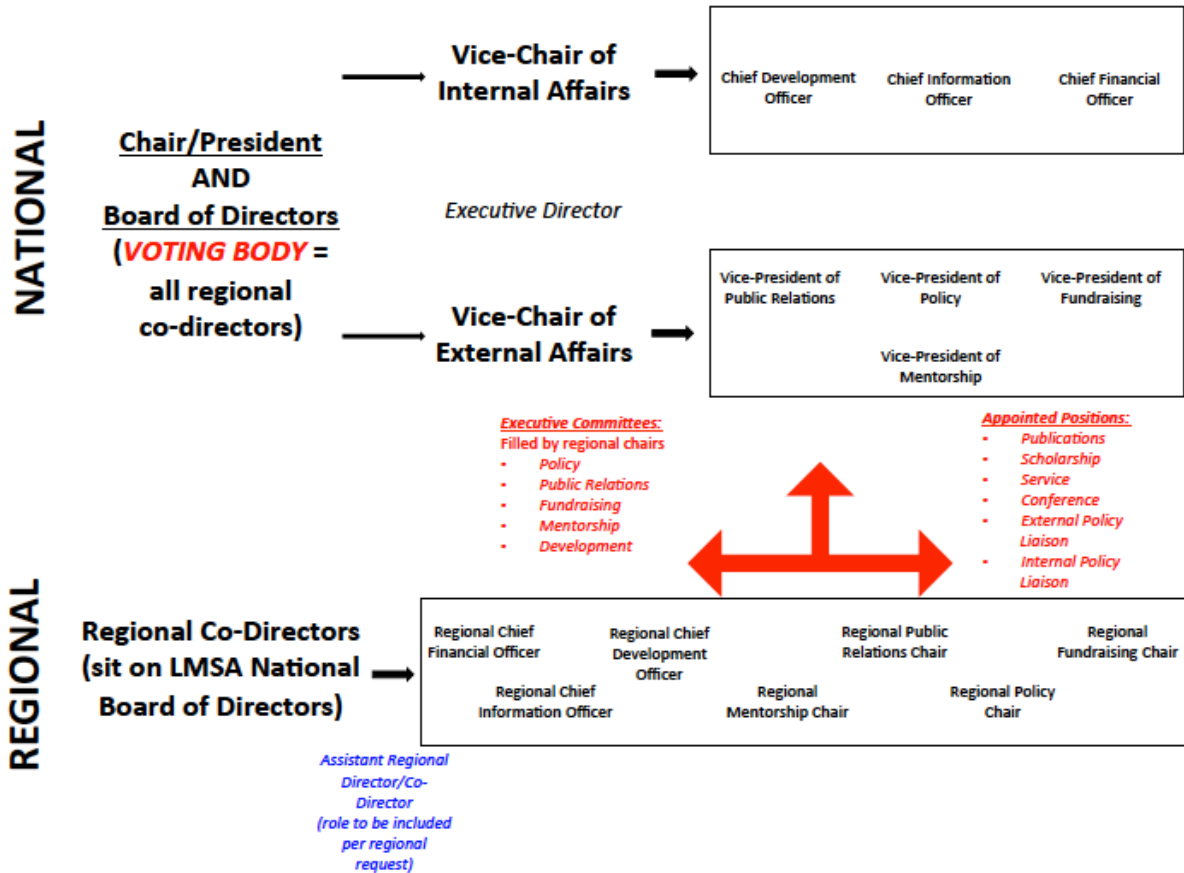 NATIONAL
Chair/President
AND
Board of Directors
(VOTING BODY =
all regional
co-directors)
Vice-Chair of
Internal Affairs
Chief Development
Officer
Chief Information
Officer
Chief Financial
Officer
Executive Director
Vice-Chair of
External Affairs
Vice-President of
Public Relations
Vice-President of
Policy
Vice-President of
Fundraising
Vice-President of
Mentorship
Executive Committees:
Filled by regional chairs
- Policy
- Public Relations
- Fundraising
- Mentorship
- Development
Appointed Positions:
- Publications
- Scholarship
- Service
- Conference
- External Policy
Liaison
- Internal Policy
Liaison
REGIONAL
Regional Co-Directors
(sit on LMSA National
Board of Directors)
Regional Chief
Financial Officer
Regional Chief
Development
Officer
Regional Public
Relations Chair
Regional
Fundraising Chair
Regional Chief
Information Officer
Regional
Mentorship Chair
Regional Policy
Chair
Assistant Regional
Director/Co-
Director
(role to be included
per regional
request)